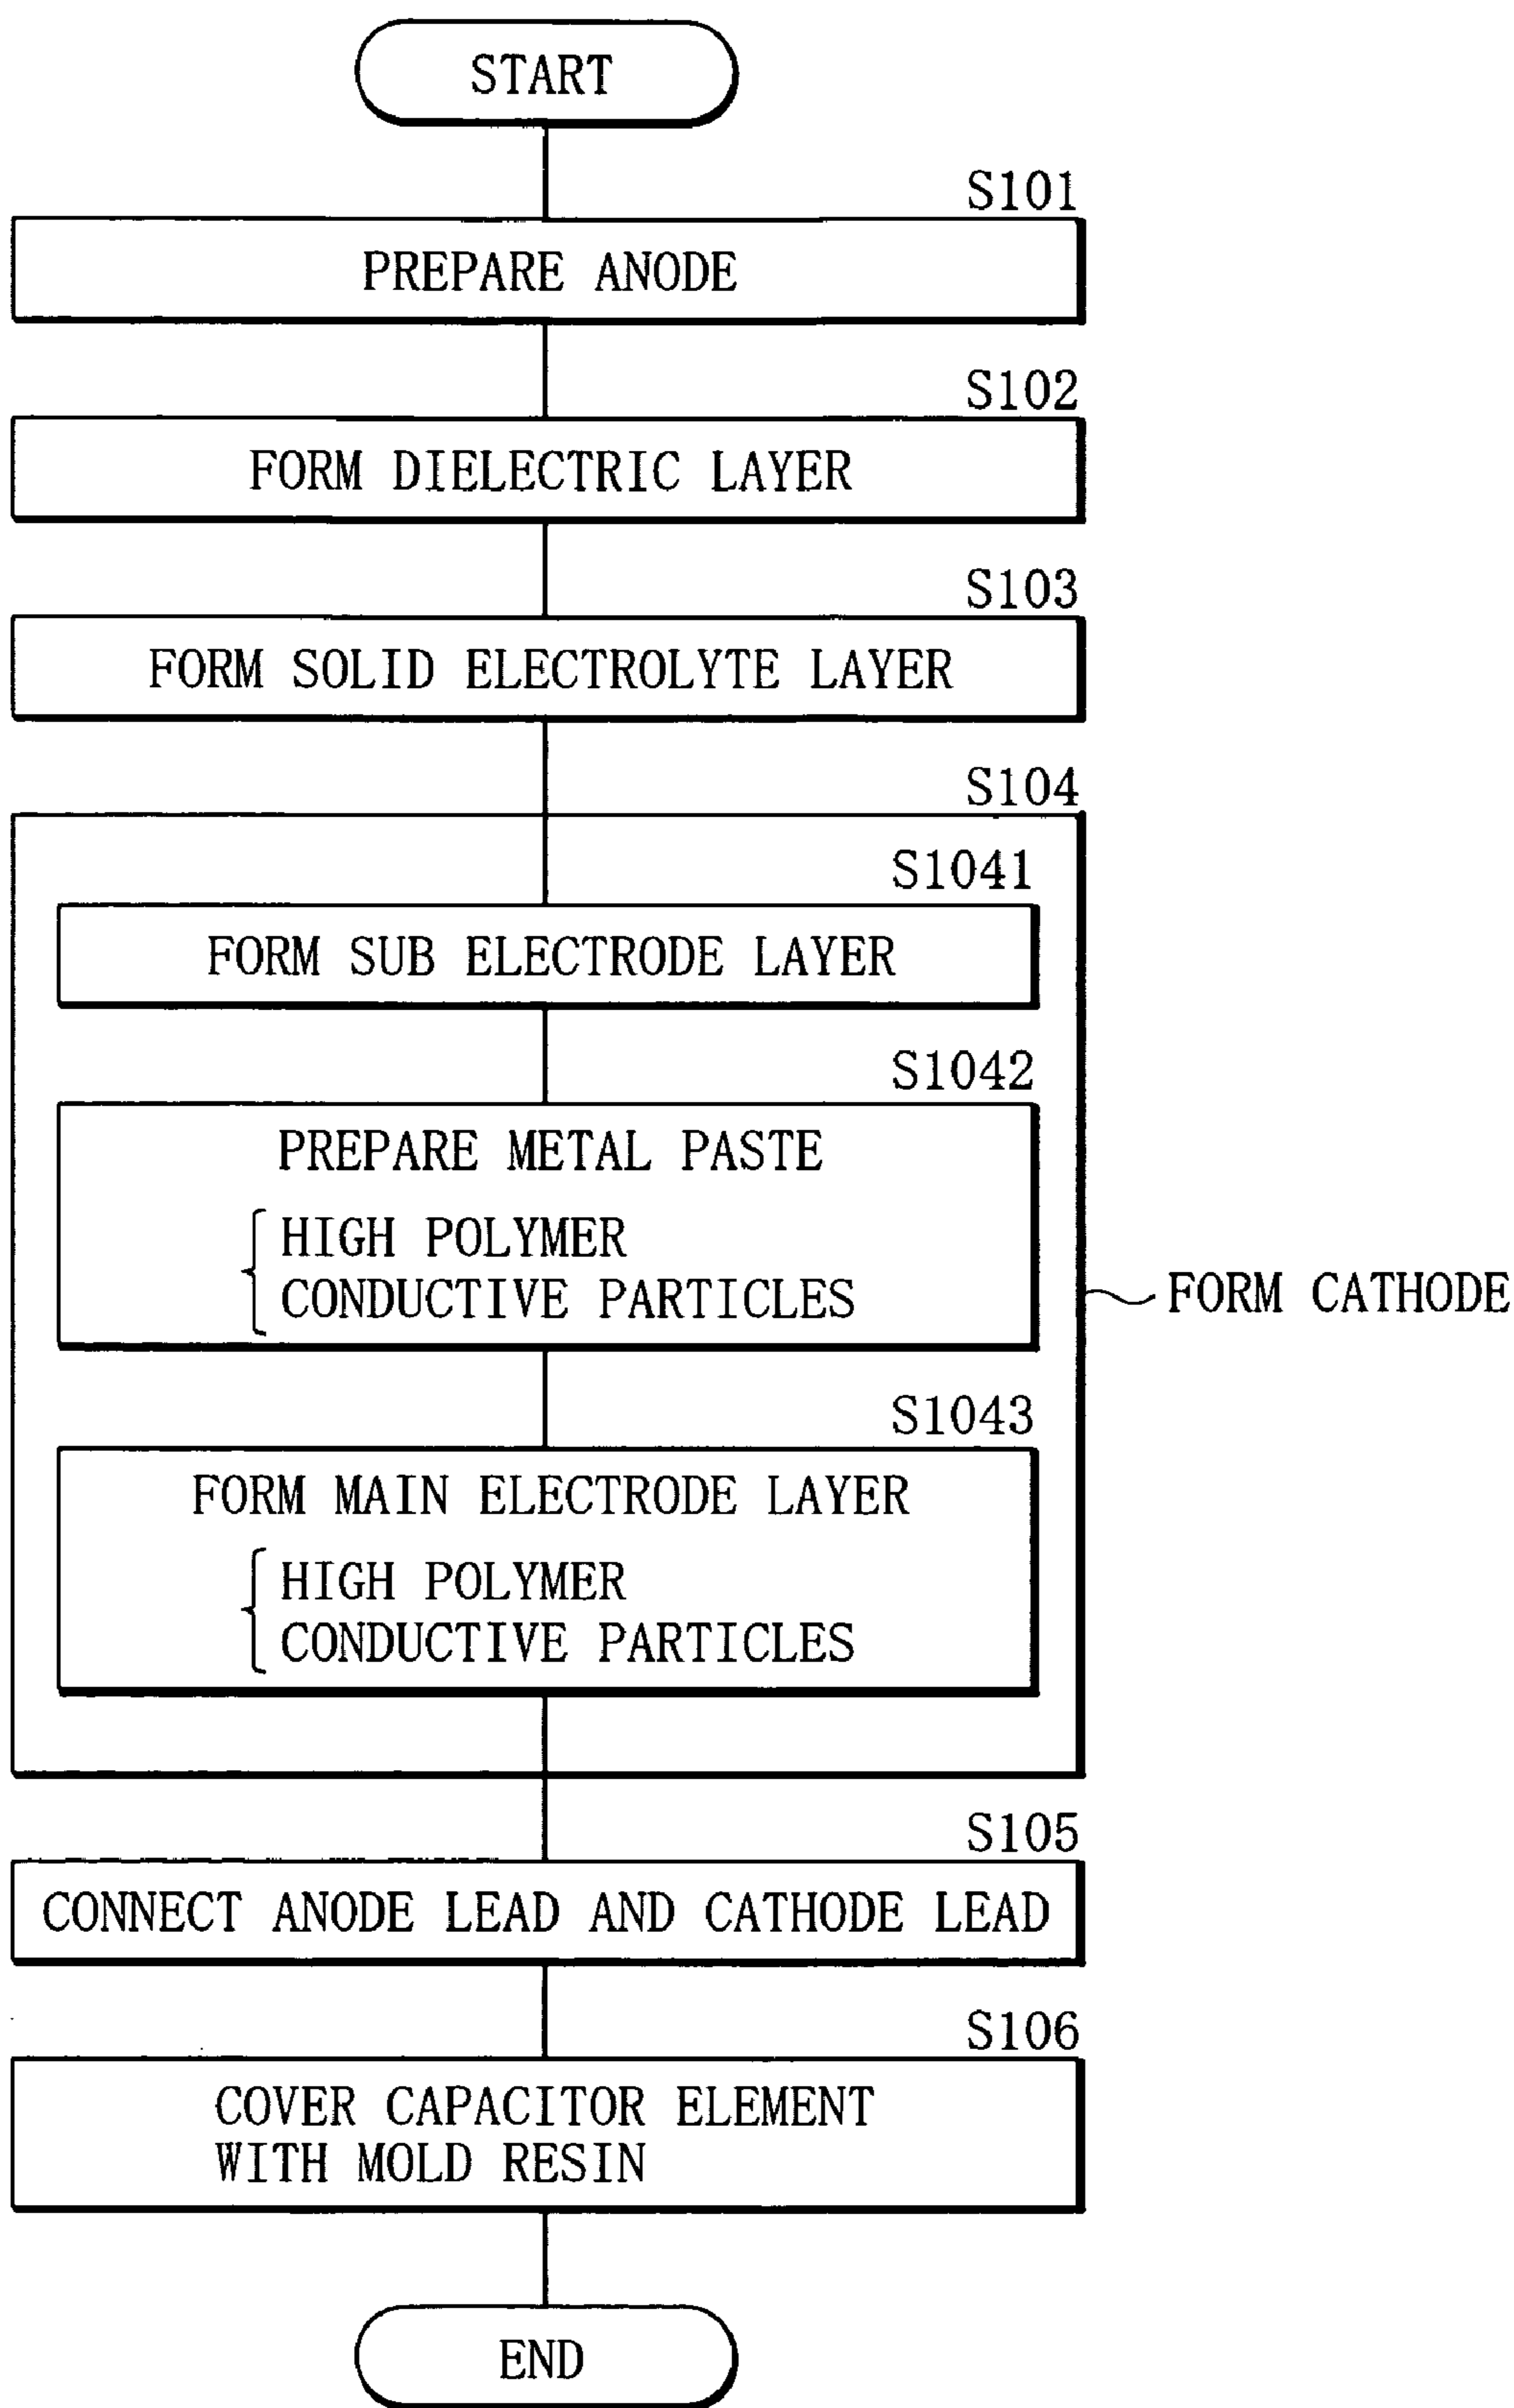 START
S101
PREPARE ANODE
S102
FORM DIELECTRIC LAYER
S103
FORM SOLID ELECTROLYTE LAYER
S104
S1041
FORM SUB ELECTRODE LAYER
S1042
PREPARE METAL PASTE
HIGH POLYMER
CONDUCTIVE PARTICLES
FORM CATHODE
S1043
FORM MAIN ELECTRODE LAYER
HIGH POLYMER
CONDUCTIVE PARTICLES
S105
CONNECT ANODE LEAD AND CATHODE LEAD
S106
COVER CAPACITOR ELEMENT
WITH MOLD RESIN
END